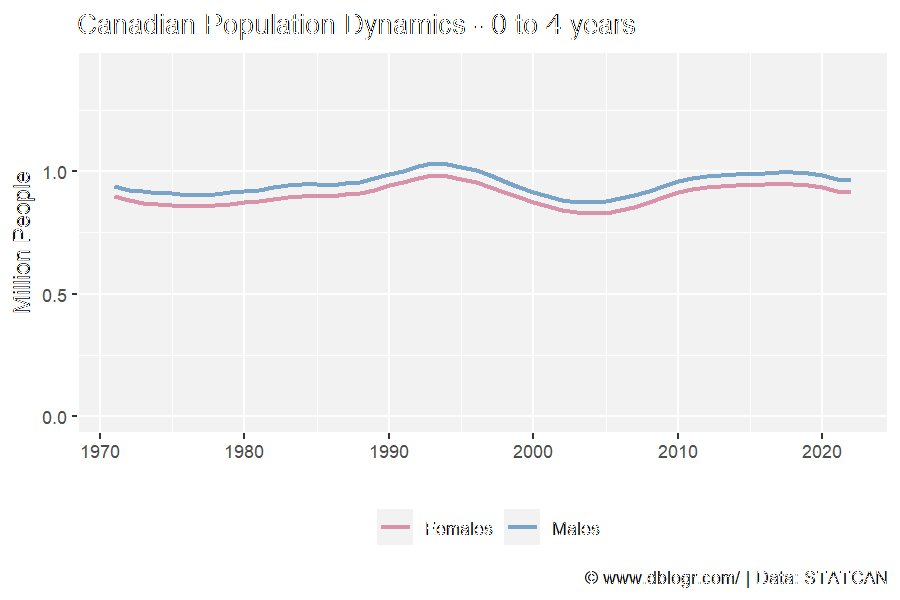 Canadian Population Dynamics - 0 to 4 years
Million People
1.0
0.5
0.0
1970 1980 1990 2000 2010 2020
Females Males
© www.dblogr.com/ | Data: STATCAN